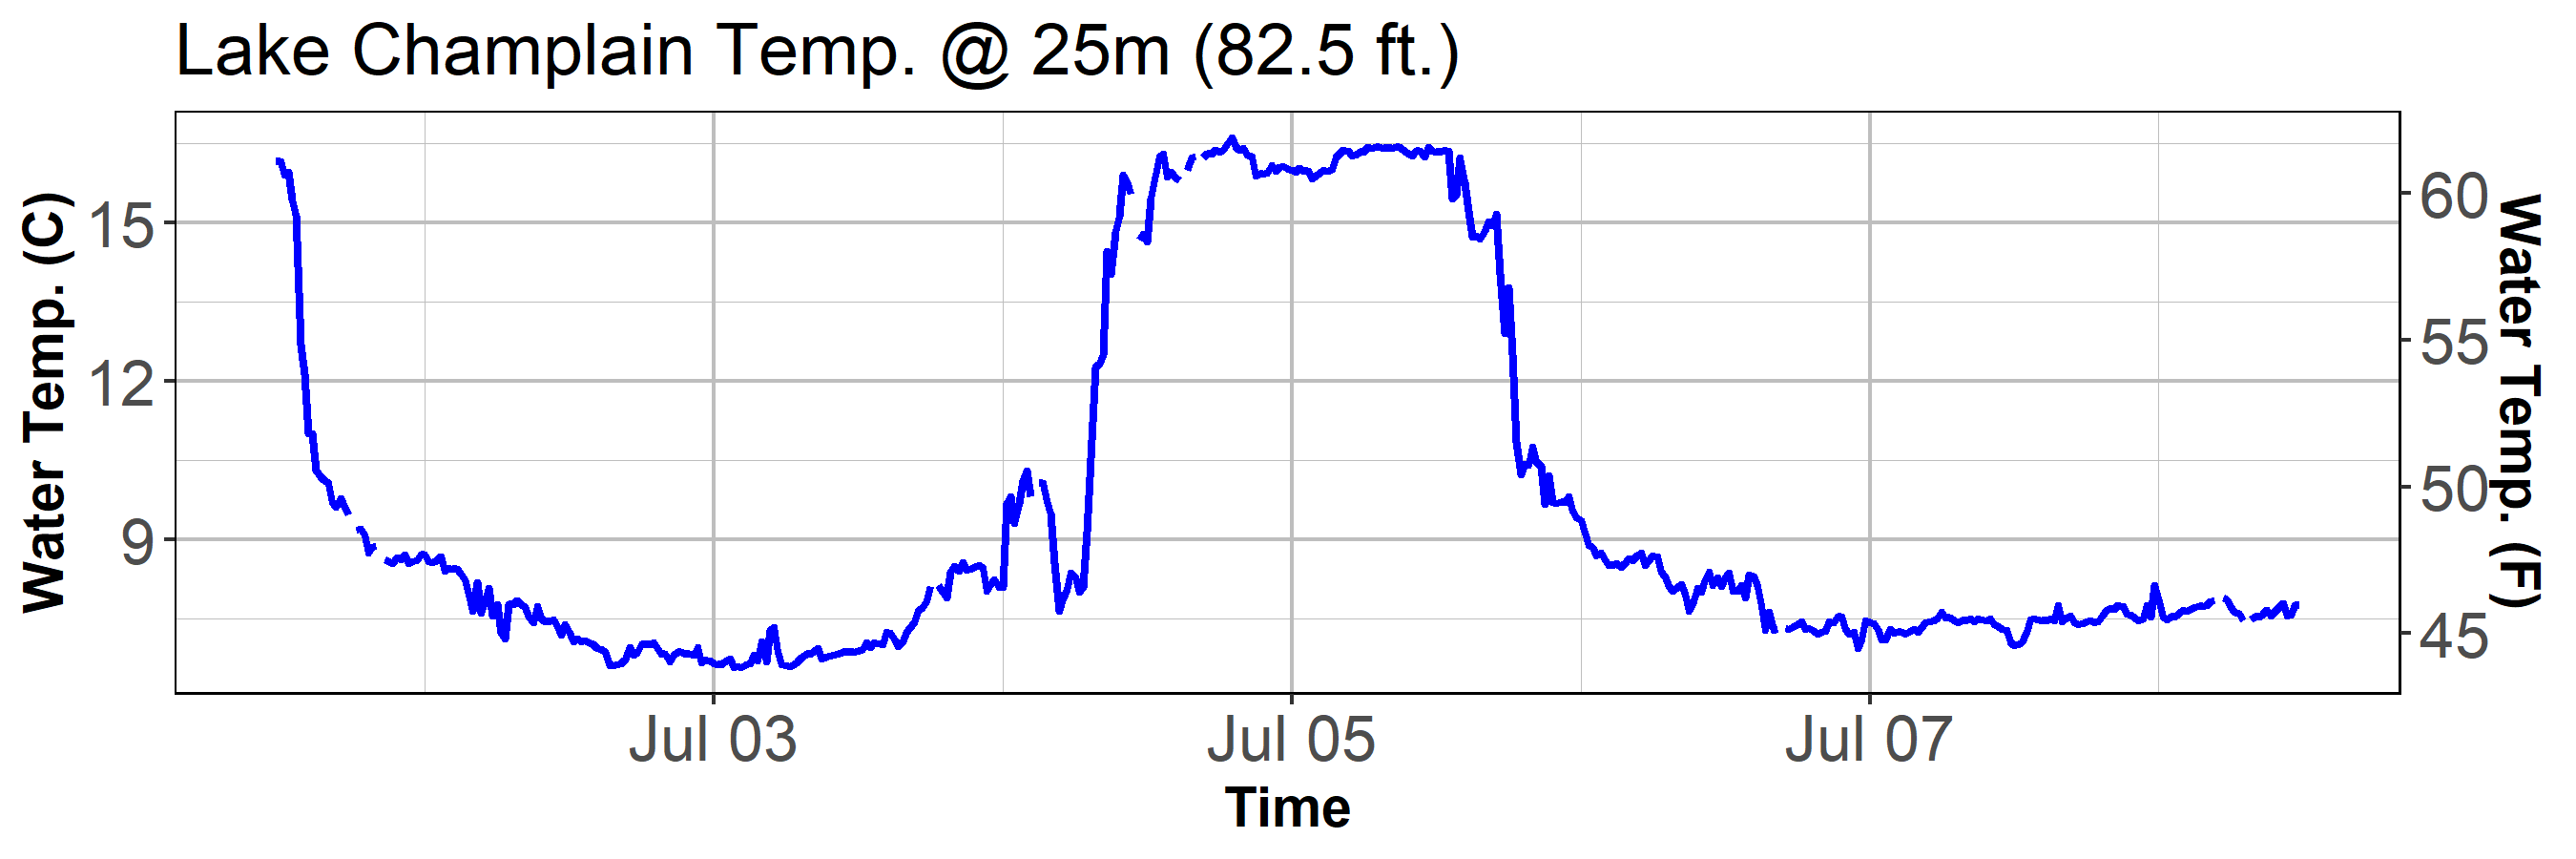 Lake Champlain Temp. @ 25m (82.5 ft.)
Water Temp. (C)
15
12
9
60
55
50
45
Water Temp. (F)
Jul 03
Jul 05
Jul 07
Time